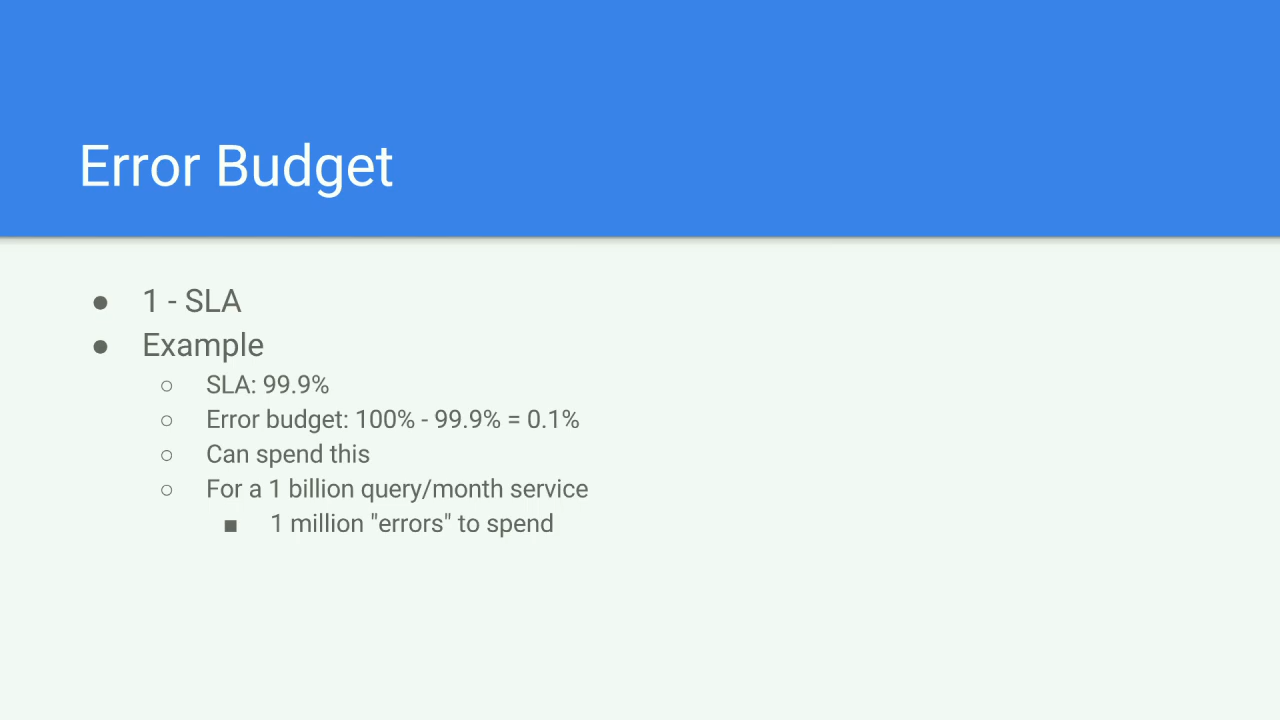 Error Budget
● 1 - SLA
● Example
○ SLA: 99.9%
○ Error budget: 100% - 99.9% = 0.1%
○ Can spend this
○ For a 1 billion query/month service
■ 1 million "errors" to spend